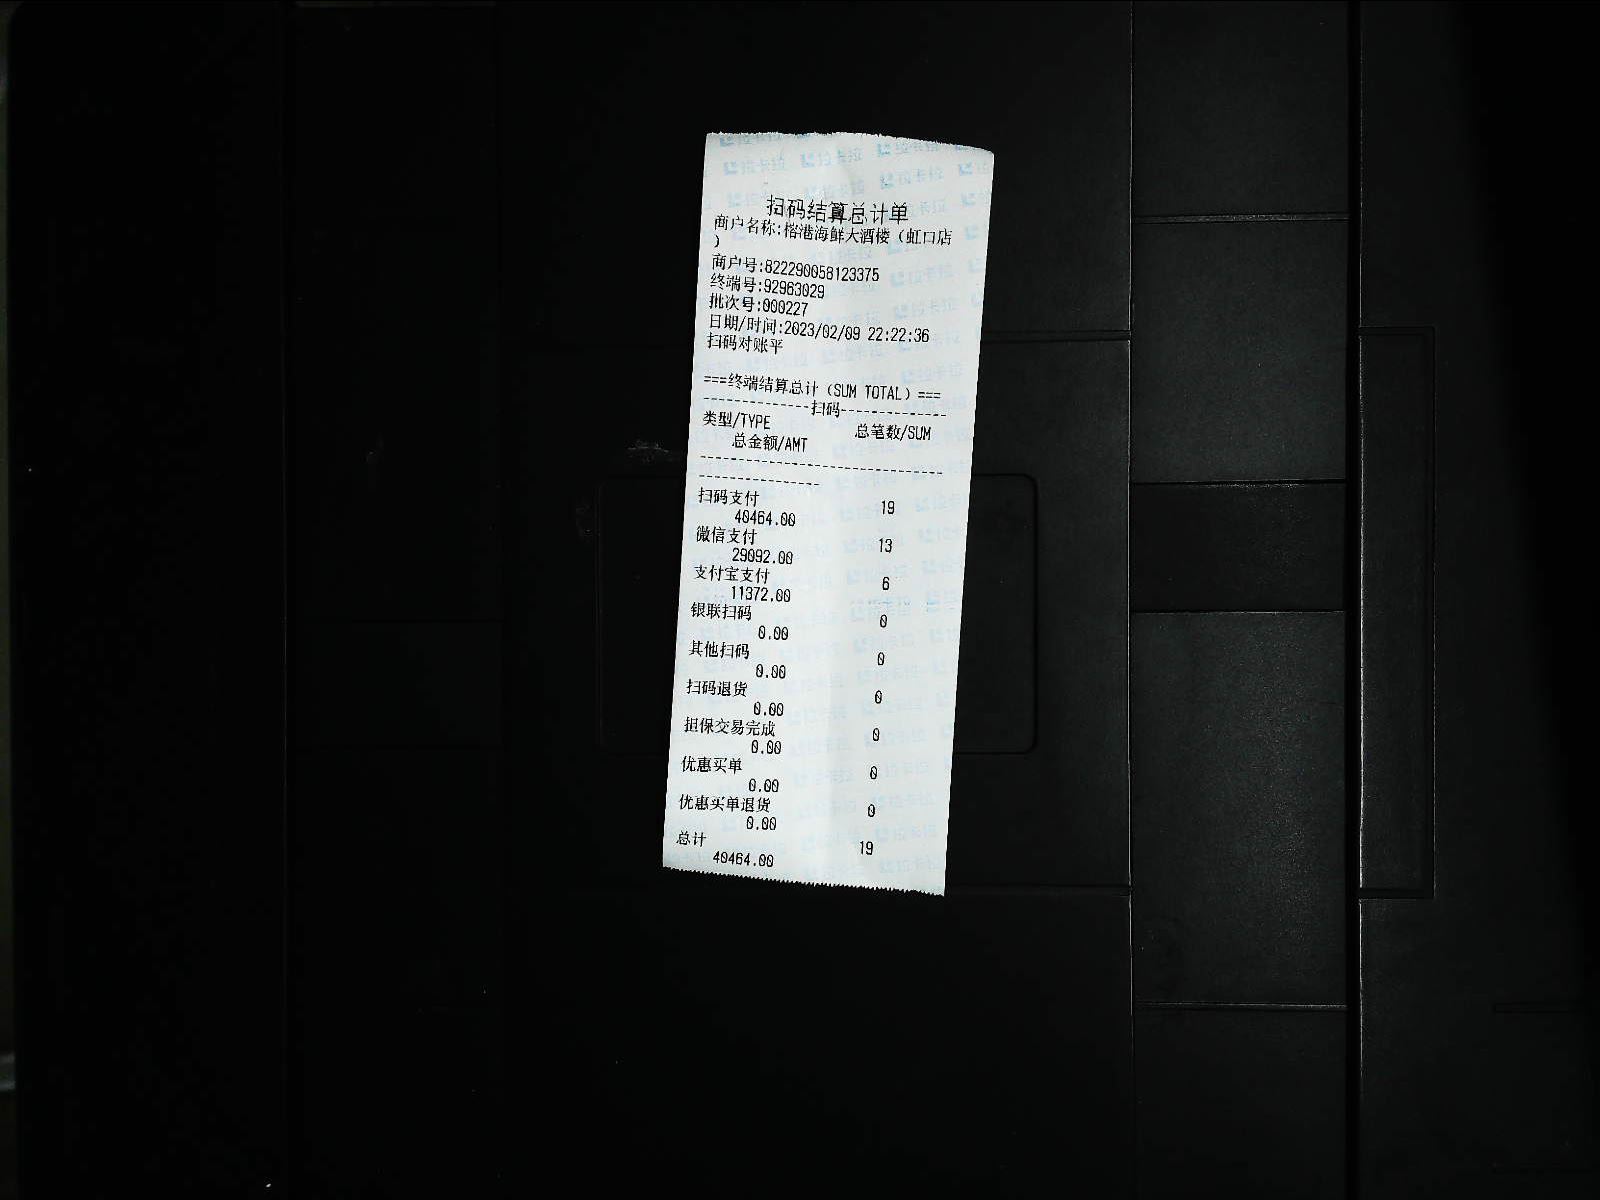 扫码结算总计单
商户名称:榕港海鲜大酒楼（虹口店
）
商户号:822290058123375
终端号:92963029
批次号:000227
日期/时间:2023/02/09 22:22:36
扫码对账平
===终端结算总计（SUM TOTAL）===
--------------扫码--------------
类型/TYPE 总笔数/SUM
总金额/AMT
--------------------------------
----------------
扫码支付 19
40464.00
微信支付 13
29092.00
支付宝支付 6
11372.00
银联扫码 0
0.00
其他扫码 0
0.00
扫码退货 0
0.00
担保交易完成 0
0.00
优惠买单 0
0.00
优惠买单退货 0
0.00
总计 19
40464.00